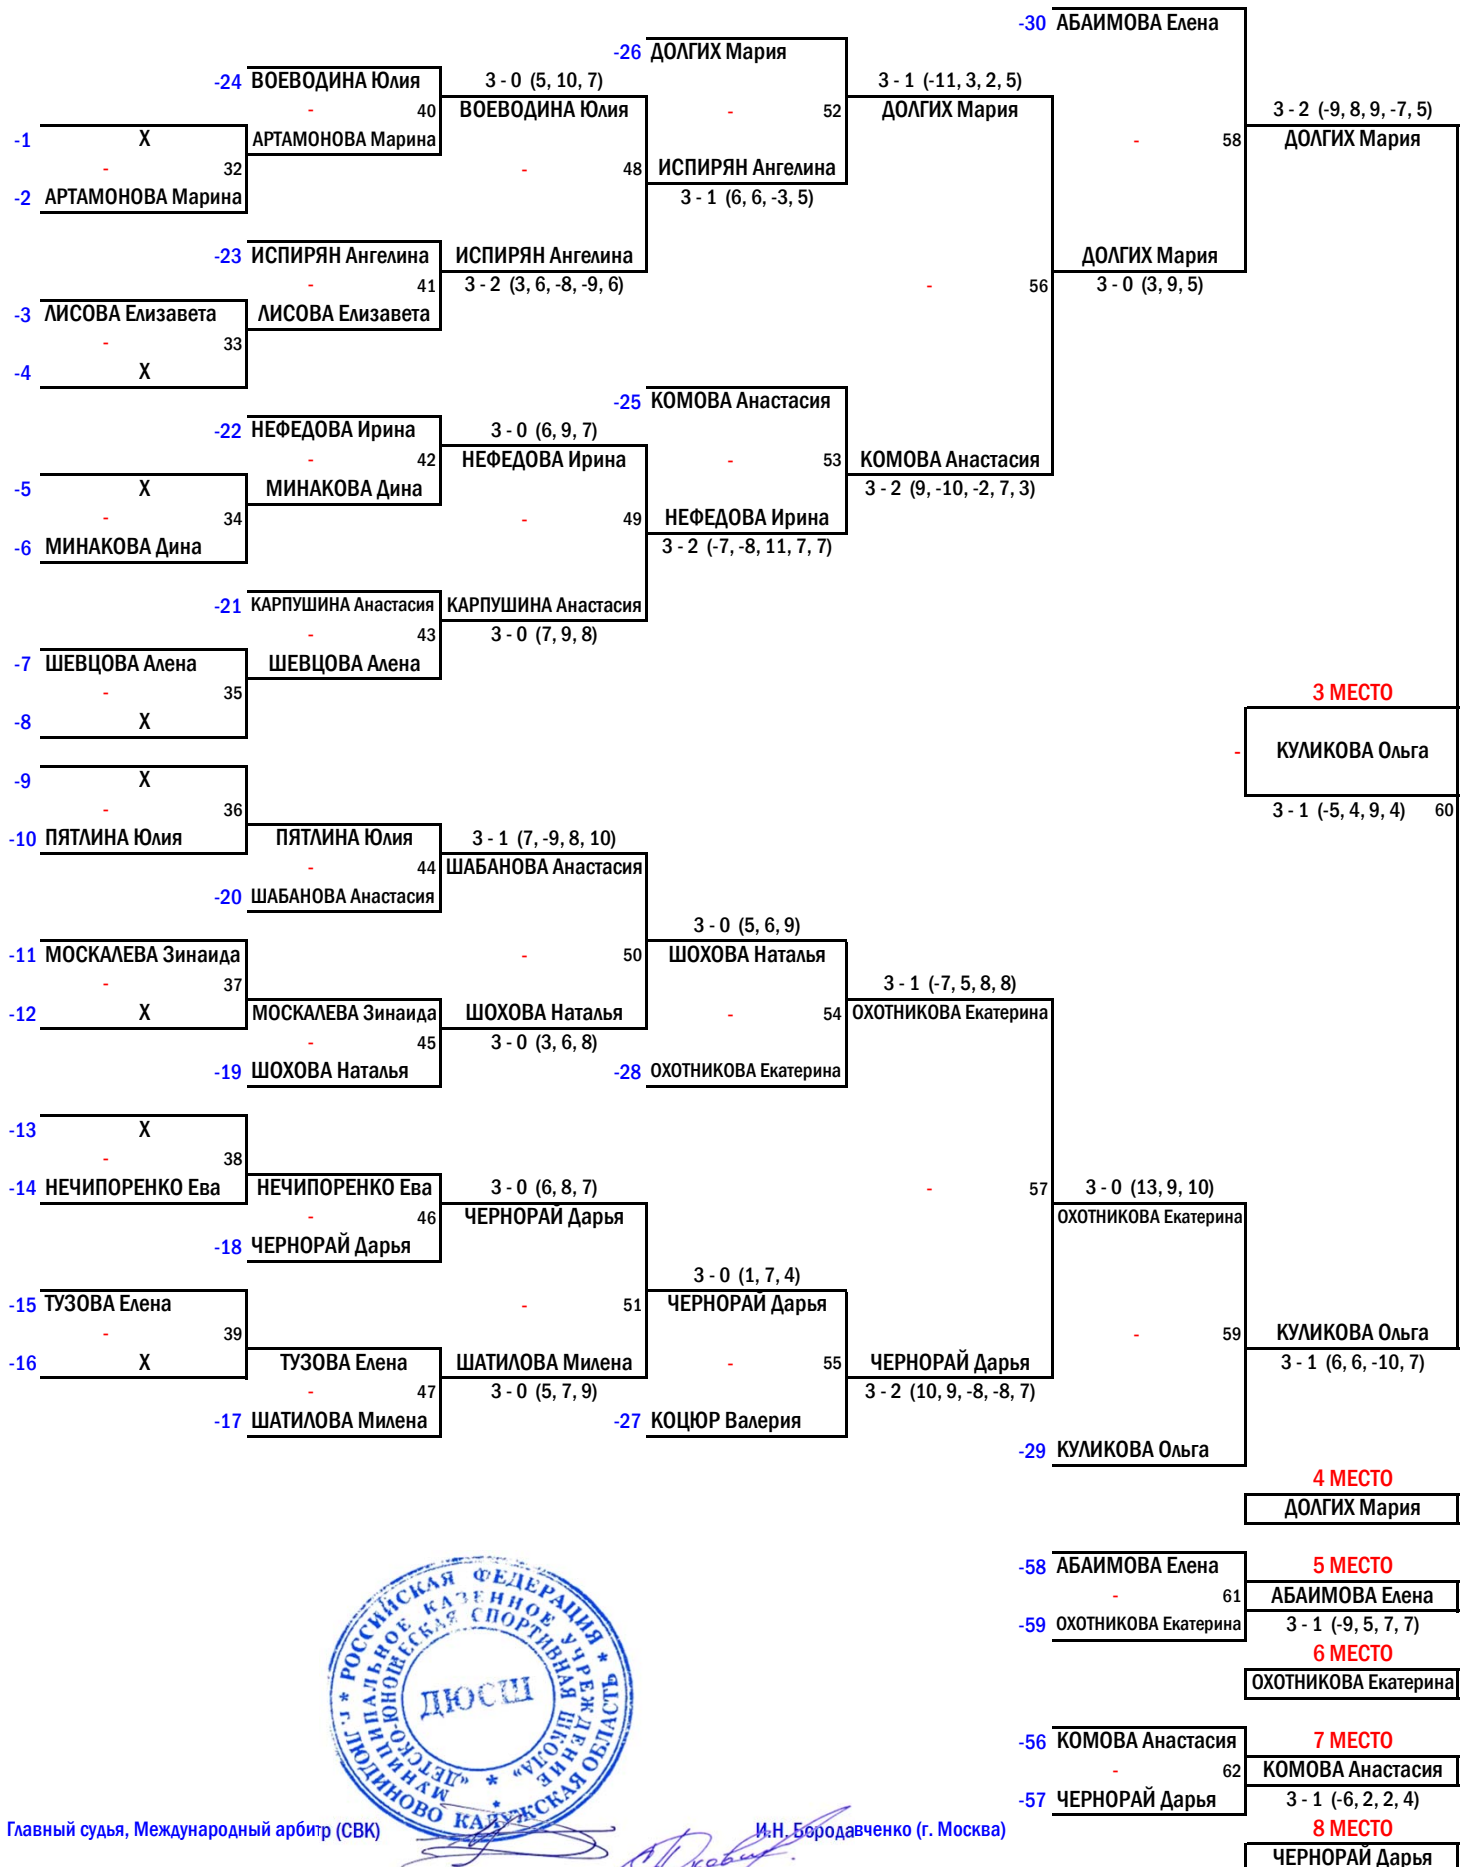 -30 АБАИМОВА Елена
-26 ДОЛГИХ Мария
-24 ВОЕВОДИНА Юлия 3 - 0 (5, 10, 7) 3 - 1 (-11, 3, 2, 5)
- 40 ВОЕВОДИНА Юлия - 52 ДОЛГИХ Мария 3 - 2 (-9, 8, 9, -7, 5)
-1 X АРТАМОНОВА Марина - 58 ДОЛГИХ Мария
- 32 - 48 ИСПИРЯН Ангелина
-2 АРТАМОНОВА Марина 3 - 1 (6, 6, -3, 5)
-23 ИСПИРЯН Ангелина ИСПИРЯН Ангелина ДОЛГИХ Мария
- 41 3 - 2 (3, 6, -8, -9, 6) - 56 3 - 0 (3, 9, 5)
-3 ЛИСОВА Елизавета ЛИСОВА Елизавета
- 33
-4 X
-25 КОМОВА Анастасия
-22 НЕФЕДОВА Ирина 3 - 0 (6, 9, 7)
- 42 НЕФЕДОВА Ирина - 53 КОМОВА Анастасия
-5 X МИНАКОВА Дина 3 - 2 (9, -10, -2, 7, 3)
- 34 - 49 НЕФЕДОВА Ирина
-6 МИНАКОВА Дина 3 - 2 (-7, -8, 11, 7, 7)
-21 КАРПУШИНА Анастасия КАРПУШИНА Анастасия
- 43 3 - 0 (7, 9, 8)
-7 ШЕВЦОВА Алена ШЕВЦОВА Алена
- 35 3 МЕСТО
-8 X
- КУЛИКОВА Ольга
-9 X
- 36 3 - 1 (-5, 4, 9, 4) 60
-10 ПЯТЛИНА Юлия ПЯТЛИНА Юлия 3 - 1 (7, -9, 8, 10)
- 44 ШАБАНОВА Анастасия
-20 ШАБАНОВА Анастасия
3 - 0 (5, 6, 9)
-11 МОСКАЛЕВА Зинаида - 50 ШОХОВА Наталья
- 37 3 - 1 (-7, 5, 8, 8)
-12 X МОСКАЛЕВА Зинаида ШОХОВА Наталья - 54 ОХОТНИКОВА Екатерина
- 45 3 - 0 (3, 6, 8)
-19 ШОХОВА Наталья -28 ОХОТНИКОВА Екатерина
-13 X
- 38
-14 НЕЧИПОРЕНКО Ева НЕЧИПОРЕНКО Ева 3 - 0 (6, 8, 7) - 57 3 - 0 (13, 9, 10)
- 46 ЧЕРНОРАЙ Дарья ОХОТНИКОВА Екатерина
-18 ЧЕРНОРАЙ Дарья
3 - 0 (1, 7, 4)
-15 ТУЗОВА Елена - 51 ЧЕРНОРАЙ Дарья
- 39 - 59 КУЛИКОВА Ольга
-16 X ТУЗОВА Елена ШАТИЛОВА Милена - 55 ЧЕРНОРАЙ Дарья 3 - 1 (6, 6, -10, 7)
- 47 3 - 0 (5, 7, 9) 3 - 2 (10, 9, -8, -8, 7)
-17 ШАТИЛОВА Милена -27 КОЦЮР Валерия
-29 КУЛИКОВА Ольга
4 МЕСТО
ДОЛГИХ Мария
-58 АБАИМОВА Елена 5 МЕСТО
- 61 АБАИМОВА Елена
-59 ОХОТНИКОВА Екатерина 3 - 1 (-9, 5, 7, 7)
6 МЕСТО
ОХОТНИКОВА Екатерина
-56 КОМОВА Анастасия 7 МЕСТО
- 62 КОМОВА Анастасия
-57 ЧЕРНОРАЙ Дарья 3 - 1 (-6, 2, 2, 4)
8 МЕСТО
ЧЕРНОРАЙ Дарья
* РОССИЙСКАЯ ФЕДЕРАЦИЯ * Г. ЛЮДИНОВО КАЛУЖСКАЯ ОБЛАСТЬ
* МУНИЦИПАЛЬНОЕ КАЗЕННОЕ УЧРЕЖДЕНИЕ
* «ДЕТСКО-ЮНОШЕСКАЯ СПОРТИВНАЯ ШКОЛА»
ДЮСШ
Главный судья, Международный арбитр (СВК) И.Н. Бородавченко (г. Москва)